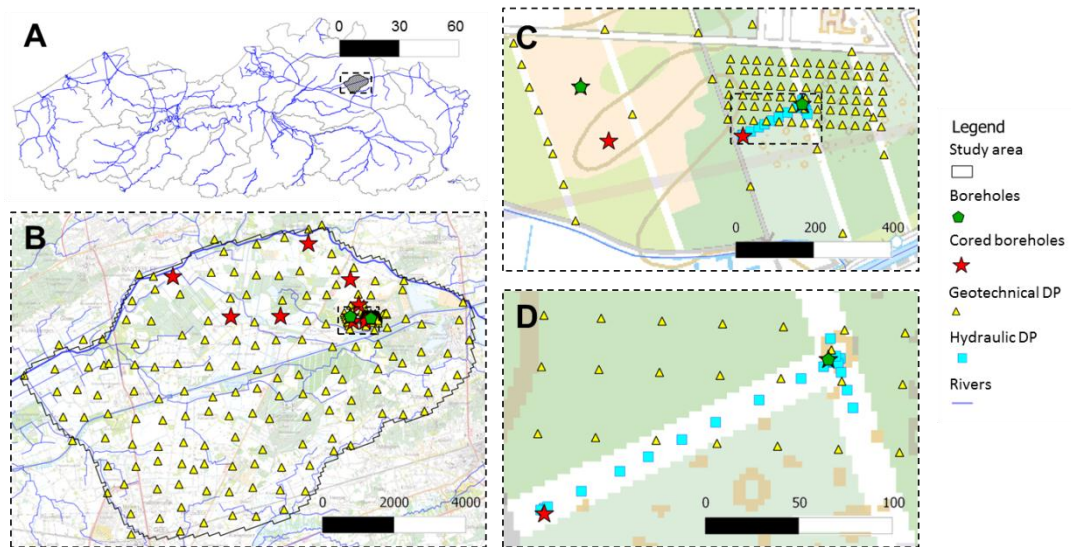 A
0 30 60
B
0 2000 4000
C
0 200 400
D
0 50 100
Legend
Study area
Boreholes
Cored boreholes
Geotechnical DP
Hydraulic DP
Rivers